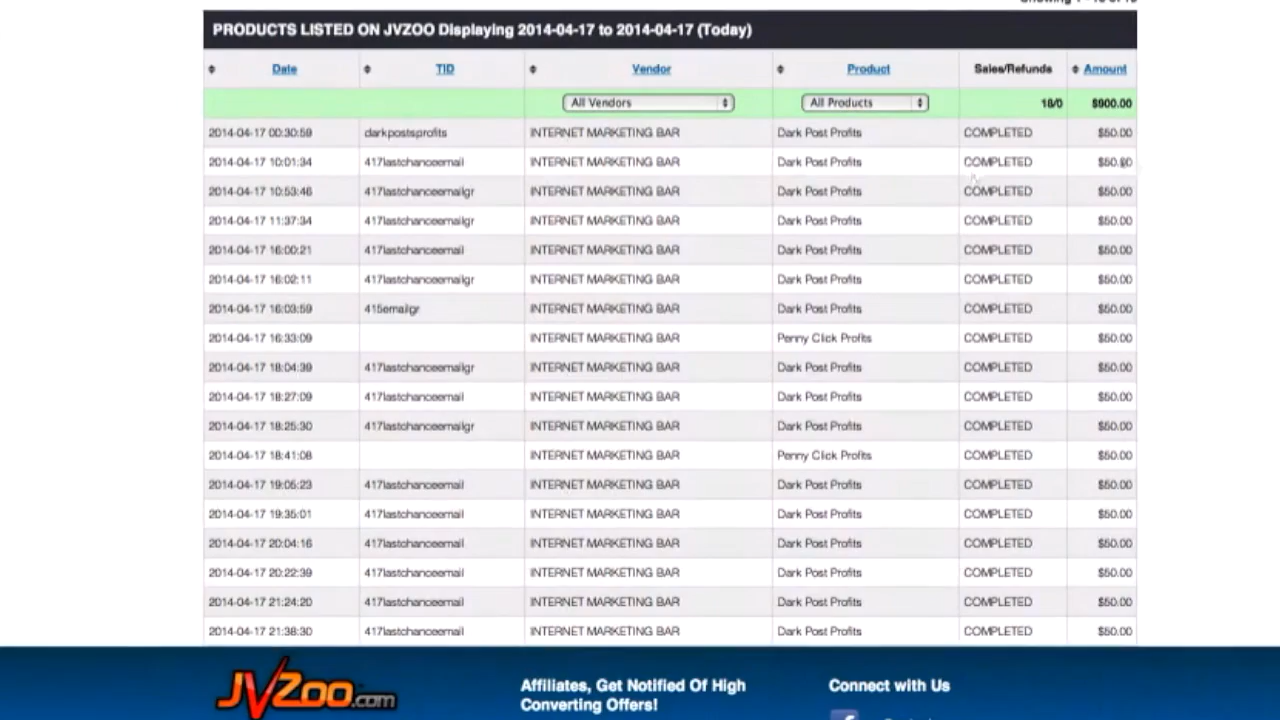 PRODUCTS LISTED ON JVZOO Displaying 2014-04-17 to 2014-04-17 (Today)
Date TID Vendor Product Sales/Refunds Amount
All Vendors All Products 18/0 $900.00
2014-04-17 00:30:59 darkpostsprofits INTERNET MARKETING BAR Dark Post Profits COMPLETED $50.00
2014-04-17 10:01:34 417lastchanceemail INTERNET MARKETING BAR Dark Post Profits COMPLETED $50.00
2014-04-17 10:53:46 417lastchanceemailgr INTERNET MARKETING BAR Dark Post Profits COMPLETED $50.00
2014-04-17 11:37:34 417lastchanceemailgr INTERNET MARKETING BAR Dark Post Profits COMPLETED $50.00
2014-04-17 16:00:21 417lastchanceemail INTERNET MARKETING BAR Dark Post Profits COMPLETED $50.00
2014-04-17 16:02:11 417lastchanceemailgr INTERNET MARKETING BAR Dark Post Profits COMPLETED $50.00
2014-04-17 16:03:59 415emailgr INTERNET MARKETING BAR Dark Post Profits COMPLETED $50.00
2014-04-17 16:33:09 INTERNET MARKETING BAR Penny Click Profits COMPLETED $50.00
2014-04-17 18:04:39 417lastchanceemailgr INTERNET MARKETING BAR Dark Post Profits COMPLETED $50.00
2014-04-17 18:27:09 417lastchanceemail INTERNET MARKETING BAR Dark Post Profits COMPLETED $50.00
2014-04-17 18:25:30 417lastchanceemailgr INTERNET MARKETING BAR Dark Post Profits COMPLETED $50.00
2014-04-17 18:41:08 INTERNET MARKETING BAR Penny Click Profits COMPLETED $50.00
2014-04-17 19:05:23 417lastchanceemail INTERNET MARKETING BAR Dark Post Profits COMPLETED $50.00
2014-04-17 19:35:01 417lastchanceemail INTERNET MARKETING BAR Dark Post Profits COMPLETED $50.00
2014-04-17 20:04:16 417lastchanceemail INTERNET MARKETING BAR Dark Post Profits COMPLETED $50.00
2014-04-17 20:22:39 417lastchanceemail INTERNET MARKETING BAR Dark Post Profits COMPLETED $50.00
2014-04-17 21:24:20 417lastchanceemail INTERNET MARKETING BAR Dark Post Profits COMPLETED $50.00
2014-04-17 21:38:30 417lastchanceemail INTERNET MARKETING BAR Dark Post Profits COMPLETED $50.00
JVZoo.com
Affiliates, Get Notified Of High
Converting Offers!
Connect with Us